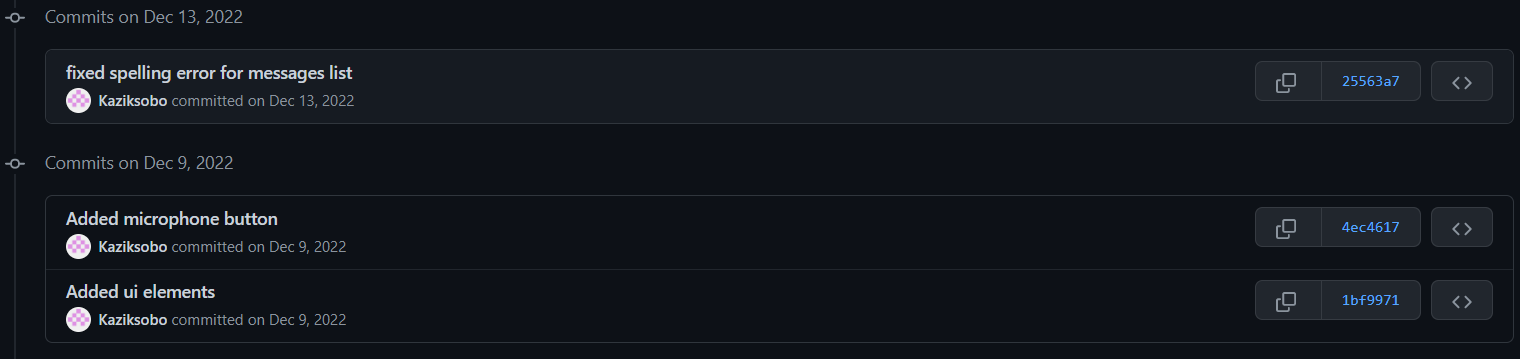 Commits on Dec 13, 2022
fixed spelling error for messages list
25563a7
Kaziksobo committed on Dec 13, 2022
Commits on Dec 9, 2022
Added microphone button
4ec4617
Kaziksobo committed on Dec 9, 2022
Added ui elements
1bf9971
Kaziksobo committed on Dec 9, 2022